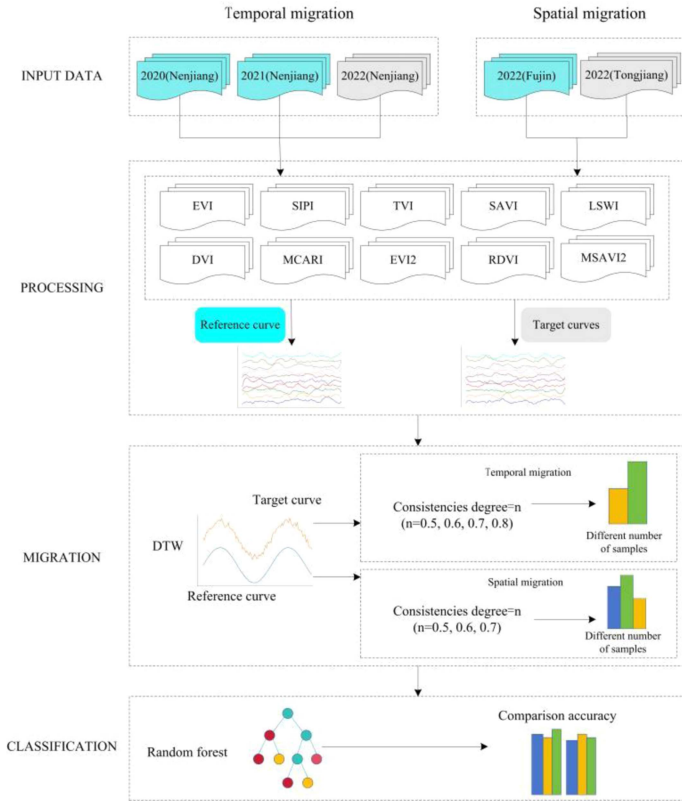 Temporal migration
Spatial migration
INPUT DATA
2020(Nenjiang)
2021(Nenjiang)
2022(Nenjiang)
2022(Fujin)
2022(Tongjiang)
PROCESSING
EVI
SIPI
TVI
SAVI
LSWI
DVI
MCARI
EVI2
RDVI
MSAVI2
Reference curve
Target curves
MIGRATION
DTW
Target curve
Reference curve
Temporal migration
Consistencies degree=n
(n=0.5, 0.6, 0.7, 0.8)
Different number
of samples
Spatial migration
Consistencies degree=n
(n=0.5, 0.6, 0.7)
Different number
of samples
CLASSIFICATION
Random forest
Comparison accuracy